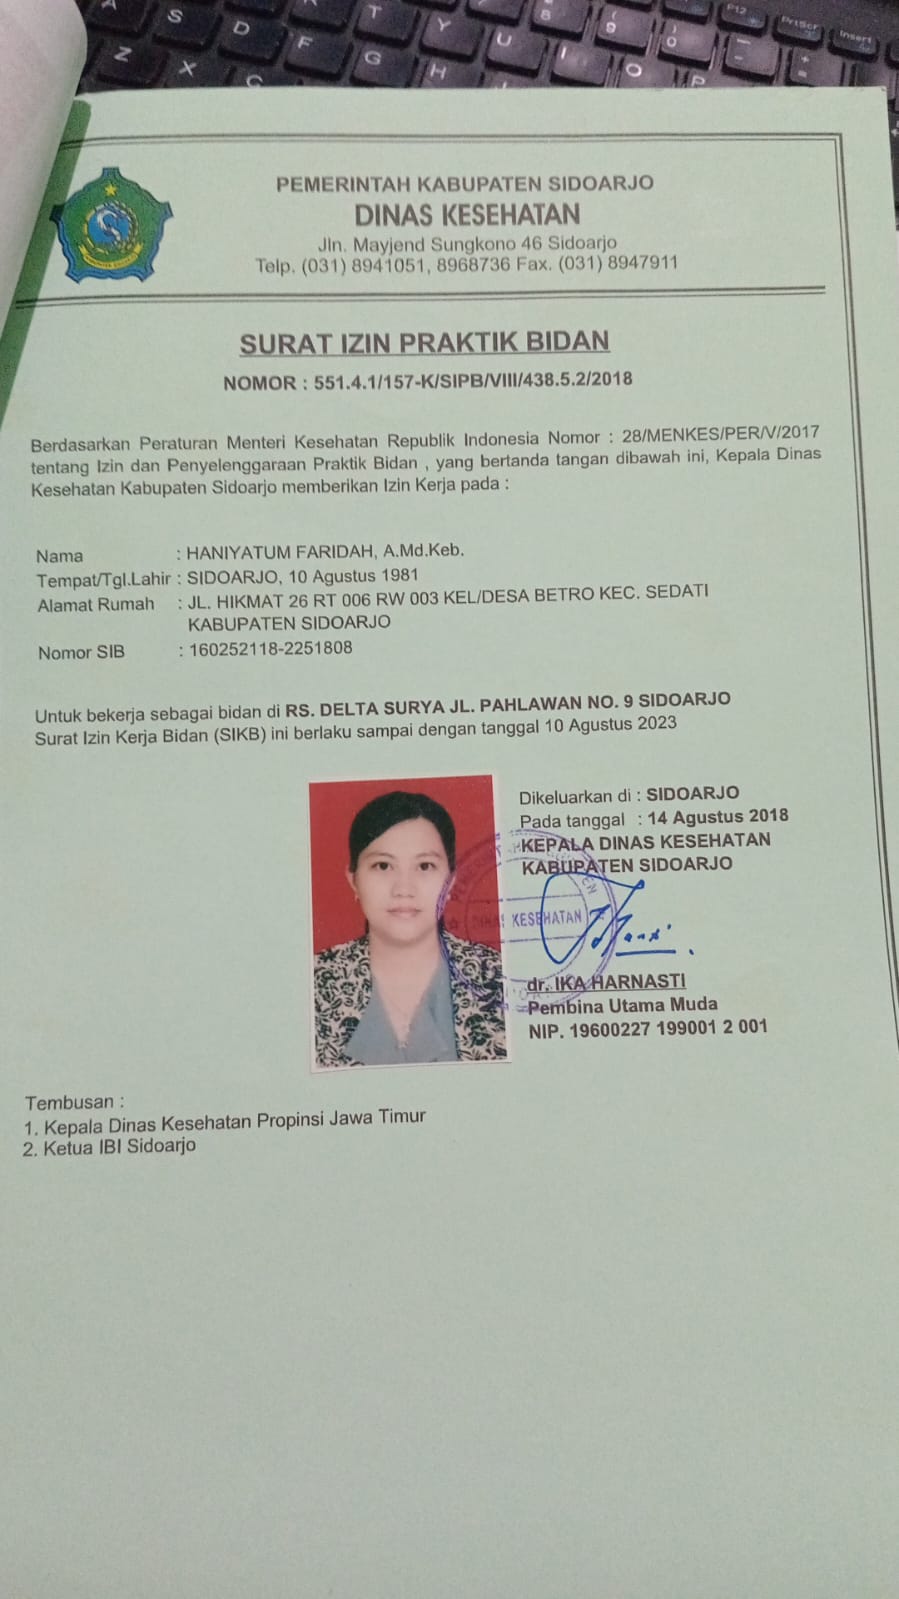 PEMERINTAH KABUPATEN SIDOARJO
DINAS KESEHATAN
Jln. Mayjend Sungkono 46 Sidoarjo
Telp. (031) 8941051, 8968736 Fax. (031) 8947911
SURAT IZIN PRAKTIK BIDAN
NOMOR : 551.4.1/157-K/SIPB/VIII/438.5.2/2018
Berdasarkan Peraturan Menteri Kesehatan Republik Indonesia Nomor : 28/MENKES/PER/V/2017
tentang Izin dan Penyelenggaraan Praktik Bidan , yang bertanda tangan dibawah ini, Kepala Dinas
Kesehatan Kabupaten Sidoarjo memberikan Izin Kerja pada :
Nama : HANIYATUM FARIDAH, A.Md.Keb.
Tempat/Tgl.Lahir : SIDOARJO, 10 Agustus 1981
Alamat Rumah : JL. HIKMAT 26 RT 006 RW 003 KEL/DESA BETRO KEC. SEDATI
KABUPATEN SIDOARJO
Nomor SIB : 160252118-2251808
Untuk bekerja sebagai bidan di RS. DELTA SURYA JL. PAHLAWAN NO. 9 SIDOARJO
Surat Izin Kerja Bidan (SIKB) ini berlaku sampai dengan tanggal 10 Agustus 2023
Dikeluarkan di : SIDOARJO
Pada tanggal : 14 Agustus 2018
KEPALA DINAS KESEHATAN
KABUPATEN SIDOARJO
DINAS KESEHATAN
dr. IKA HARNASTI
Pembina Utama Muda
NIP. 19600227 199001 2 001
Tembusan :
1. Kepala Dinas Kesehatan Propinsi Jawa Timur
2. Ketua IBI Sidoarjo